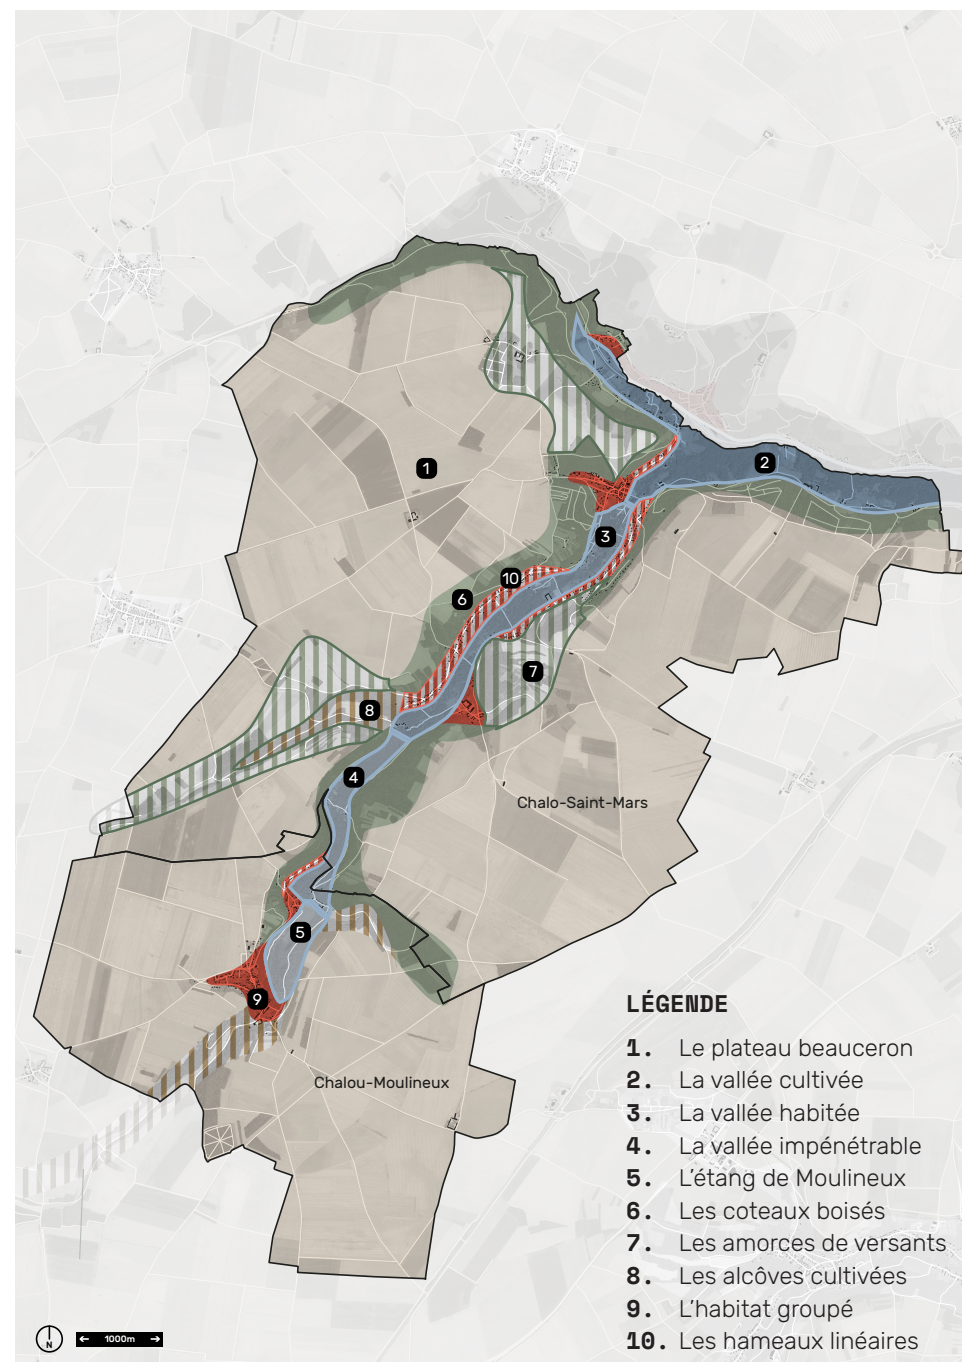 1
2
3
10
6
7
8
4
Chalo-Saint-Mars
5
9
Chalou-Moulineux
LÉGENDE
1. Le plateau beauceron
2. La vallée cultivée
3. La vallée habitée
4. La vallée impénétrable
5. L'étang de Moulineux
6. Les coteaux boisés
7. Les amorces de versants
8. Les alcôves cultivées
9. L'habitat groupé
10. Les hameaux linéaires
N
← 1000m →